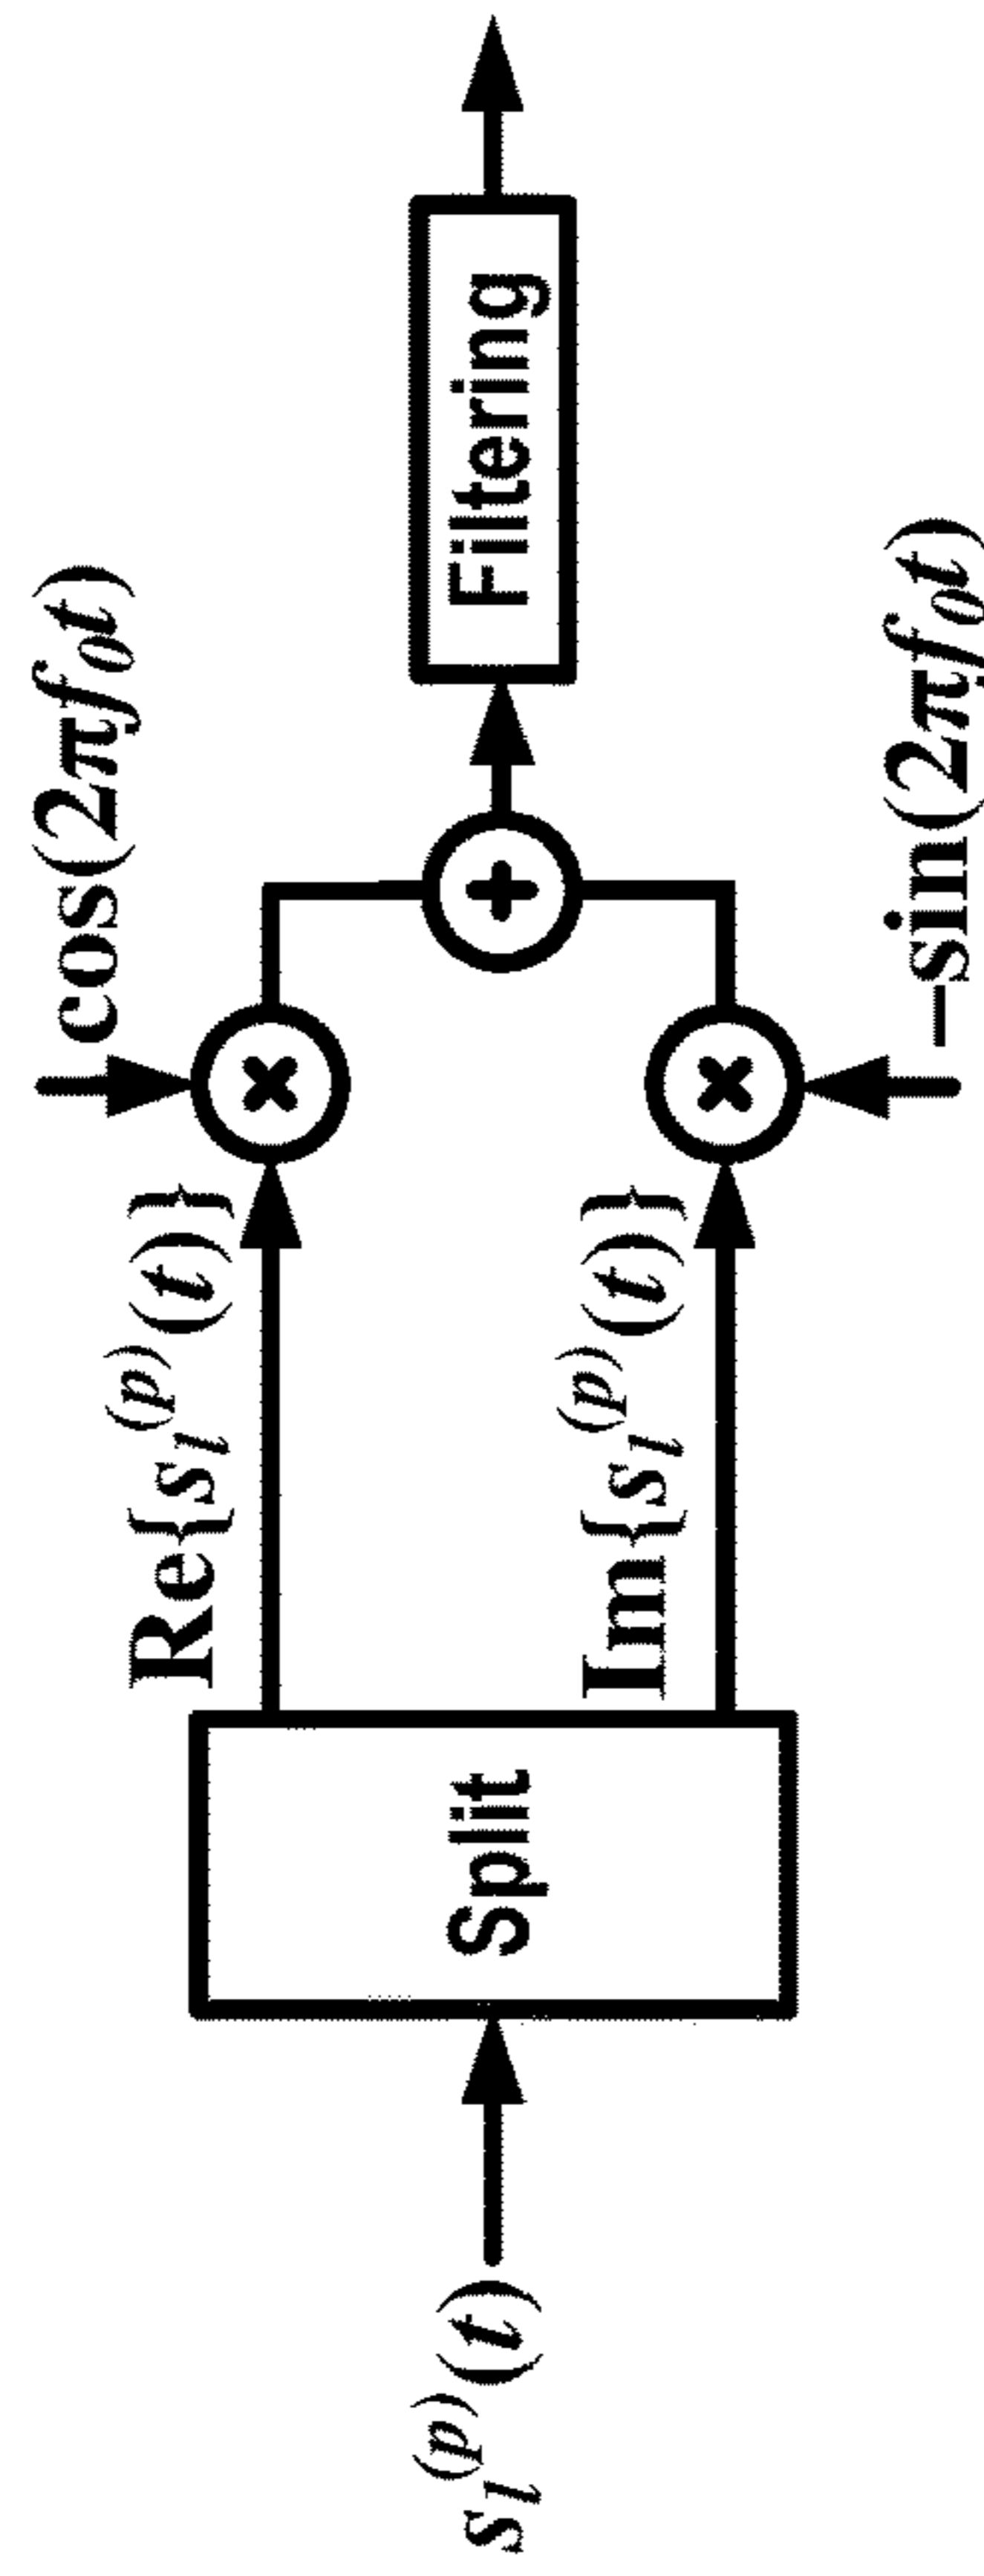 s_l^(p)(t)
Split
Re{s_l^(p)(t)}
Im{s_l^(p)(t)}
cos(2πf_0t)
–sin(2πf_0t)
Filtering